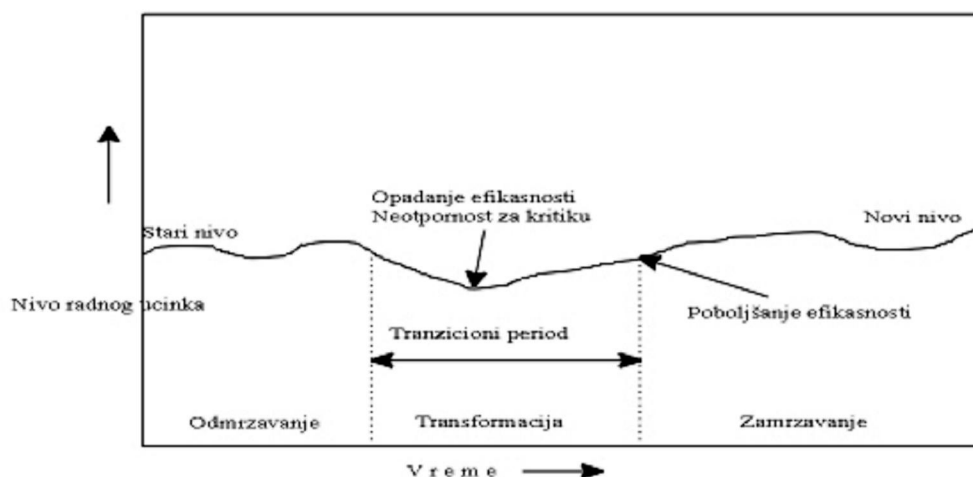 Opadanje efikasnosti
Neotpornost za kritiku
Novi nivo
Stari nivo
Nivo radnog ucinka
Poboljšanje efikasnosti
Tranzicioni period
Odmrzavanje
Transformacija
Zamrzavanje
Vreme